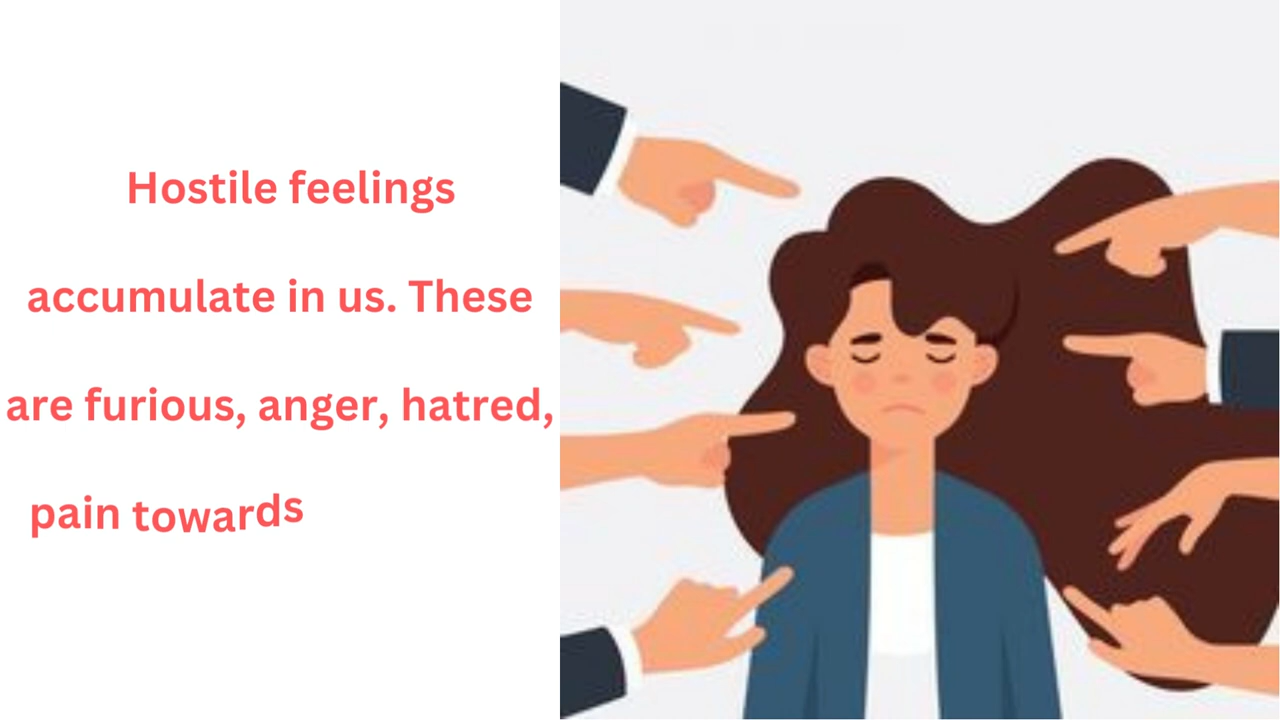 Hostile feelings
accumulate in us. These
are furious, anger, hatred,
pain towards